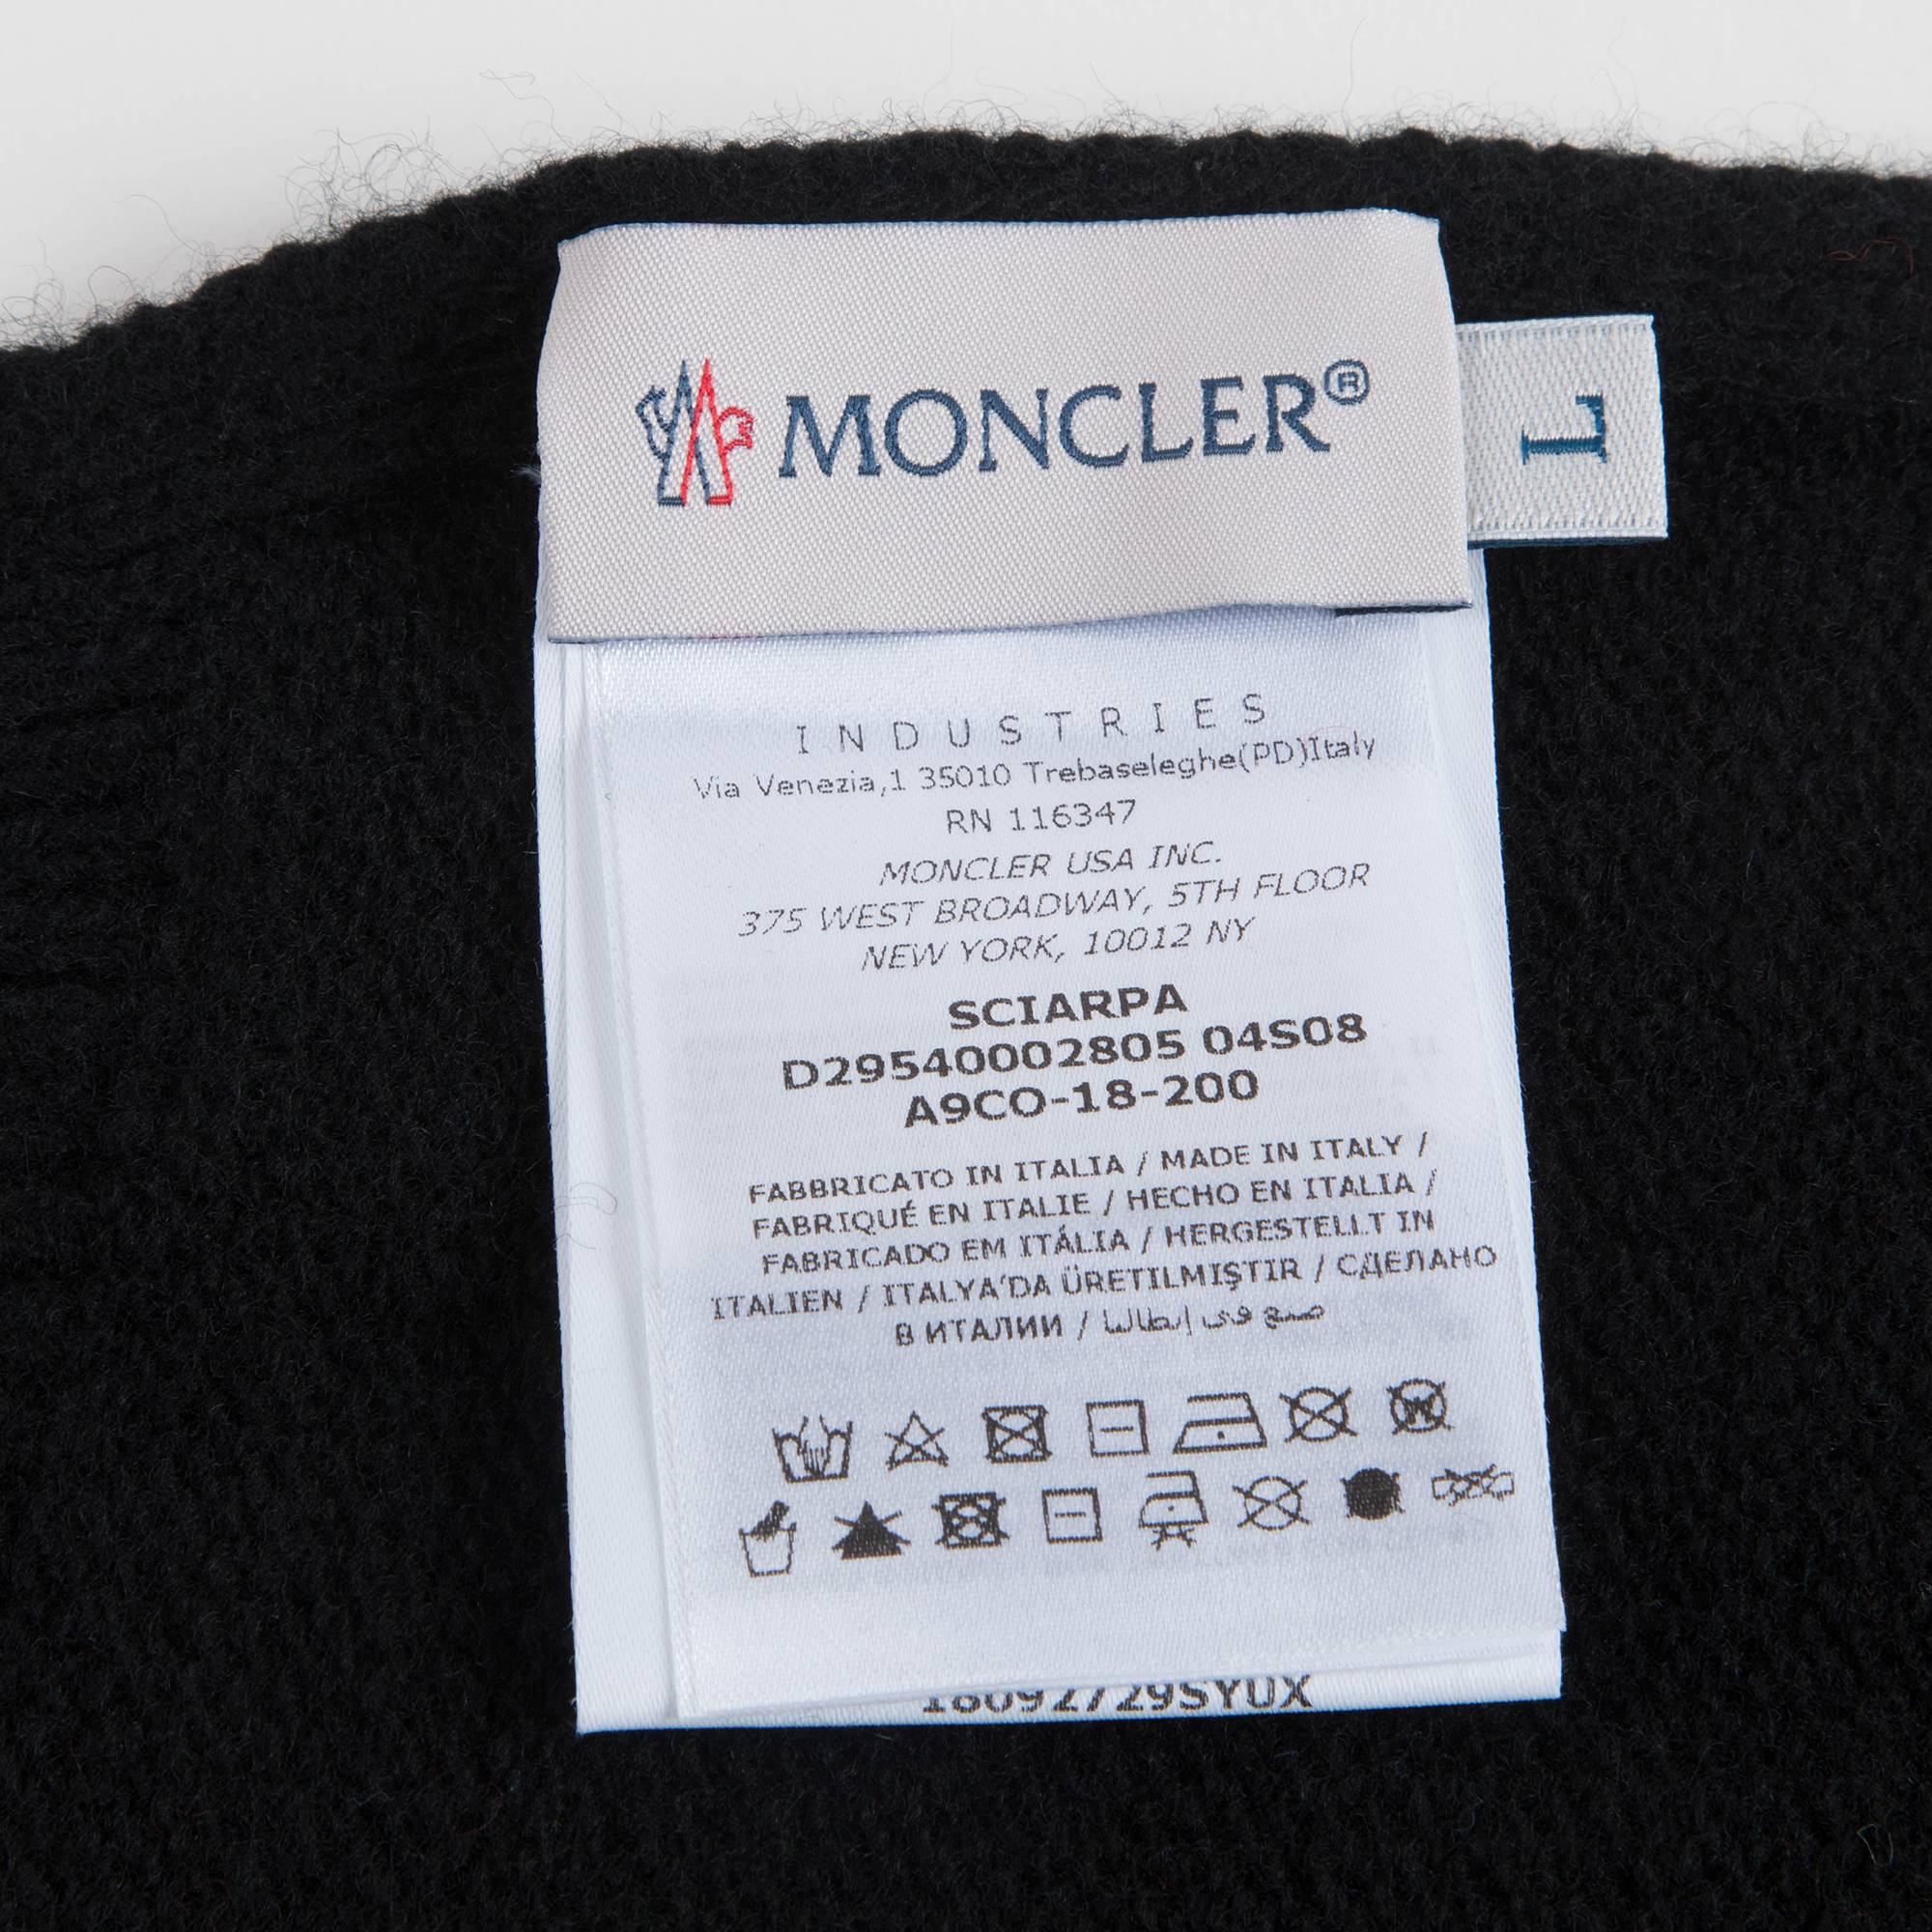 MONCLER®
L
INDUSTRIES
Via Venezia,1 35010 Trebaseleghe(PD)Italy
RN 116347
MONCLER USA INC.
375 WEST BROADWAY, 5TH FLOOR
NEW YORK, 10012 NY
SCIARPA
D29540002805 04S08
A9CO-18-200
FABBRICATO IN ITALIA / MADE IN ITALY /
FABRIQUÉ EN ITALIE / HECHO EN ITALIA /
FABRICADO EM ITÁLIA / HERGESTELLT IN
ITALIEN / ITALYA'DA ÜRETILMIŞTIR / СДЕЛАНО
В ИТАЛИИ / صنع في إيطاليا